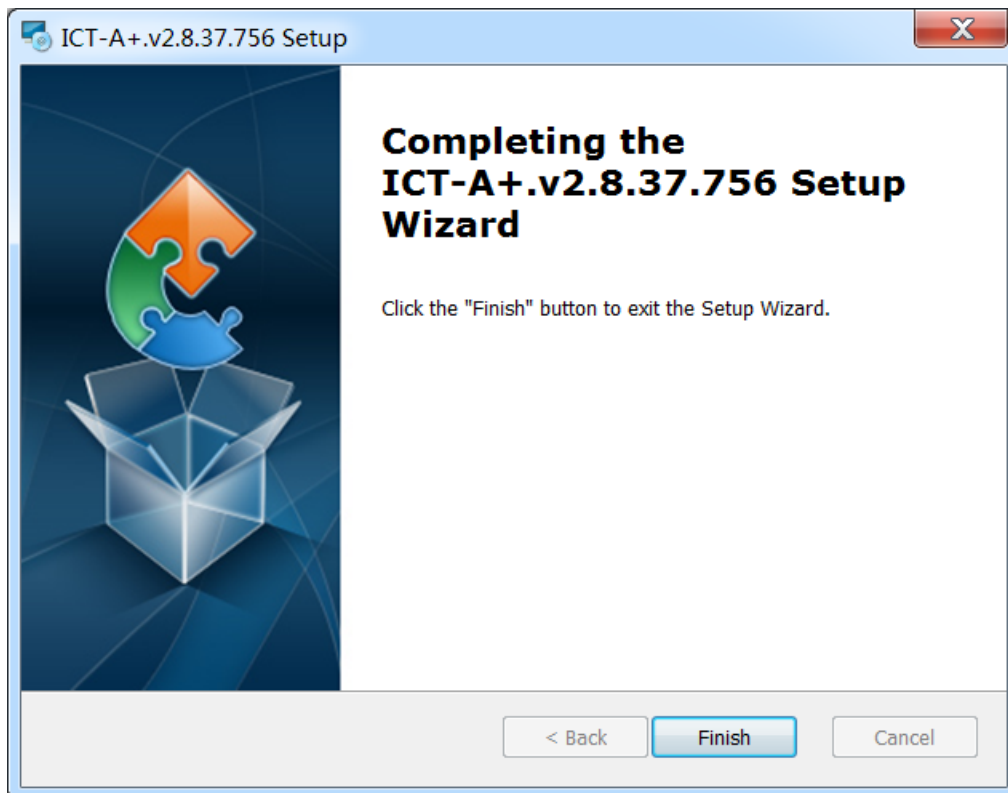 ICT-A+.v2.8.37.756 Setup
Completing the
ICT-A+.v2.8.37.756 Setup
Wizard
Click the "Finish" button to exit the Setup Wizard.
< Back
Finish
Cancel